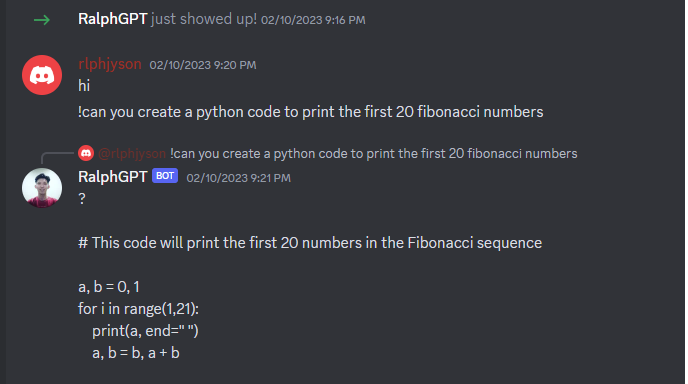 RalphGPT just showed up! 02/10/2023 9:16 PM
rlphjyson 02/10/2023 9:20 PM
hi
!can you create a python code to print the first 20 fibonacci numbers
@rlphjyson !can you create a python code to print the first 20 fibonacci numbers
RalphGPT BOT 02/10/2023 9:21 PM
?
# This code will print the first 20 numbers in the Fibonacci sequence
a, b = 0, 1
for i in range(1,21):
    print(a, end=" ")
    a, b = b, a + b